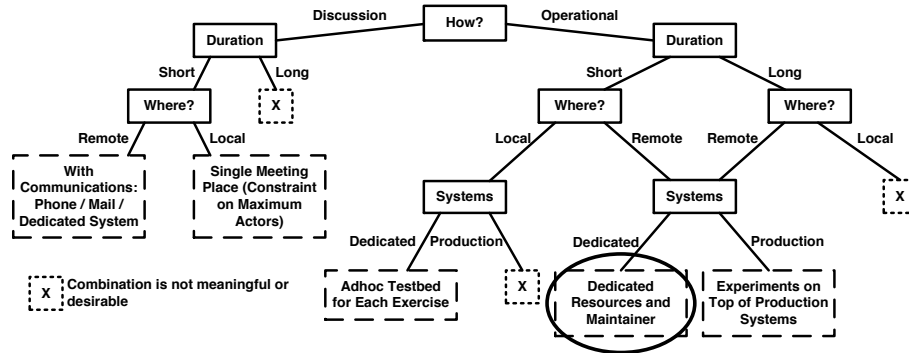 Discussion
How?
Operational
Duration
Duration
Short
Long
Short
Long
Where?
X
Where?
Where?
Remote
Local
Local
Remote
Remote
Local
With
Communications:
Phone / Mail /
Dedicated System
Single Meeting
Place (Constraint
on Maximum
Actors)
Systems
Systems
X
Dedicated
Production
Dedicated
Production
X
Combination is not meaningful or
desirable
Adhoc Testbed
for Each Exercise
X
Dedicated
Resources and
Maintainer
Experiments on
Top of Production
Systems